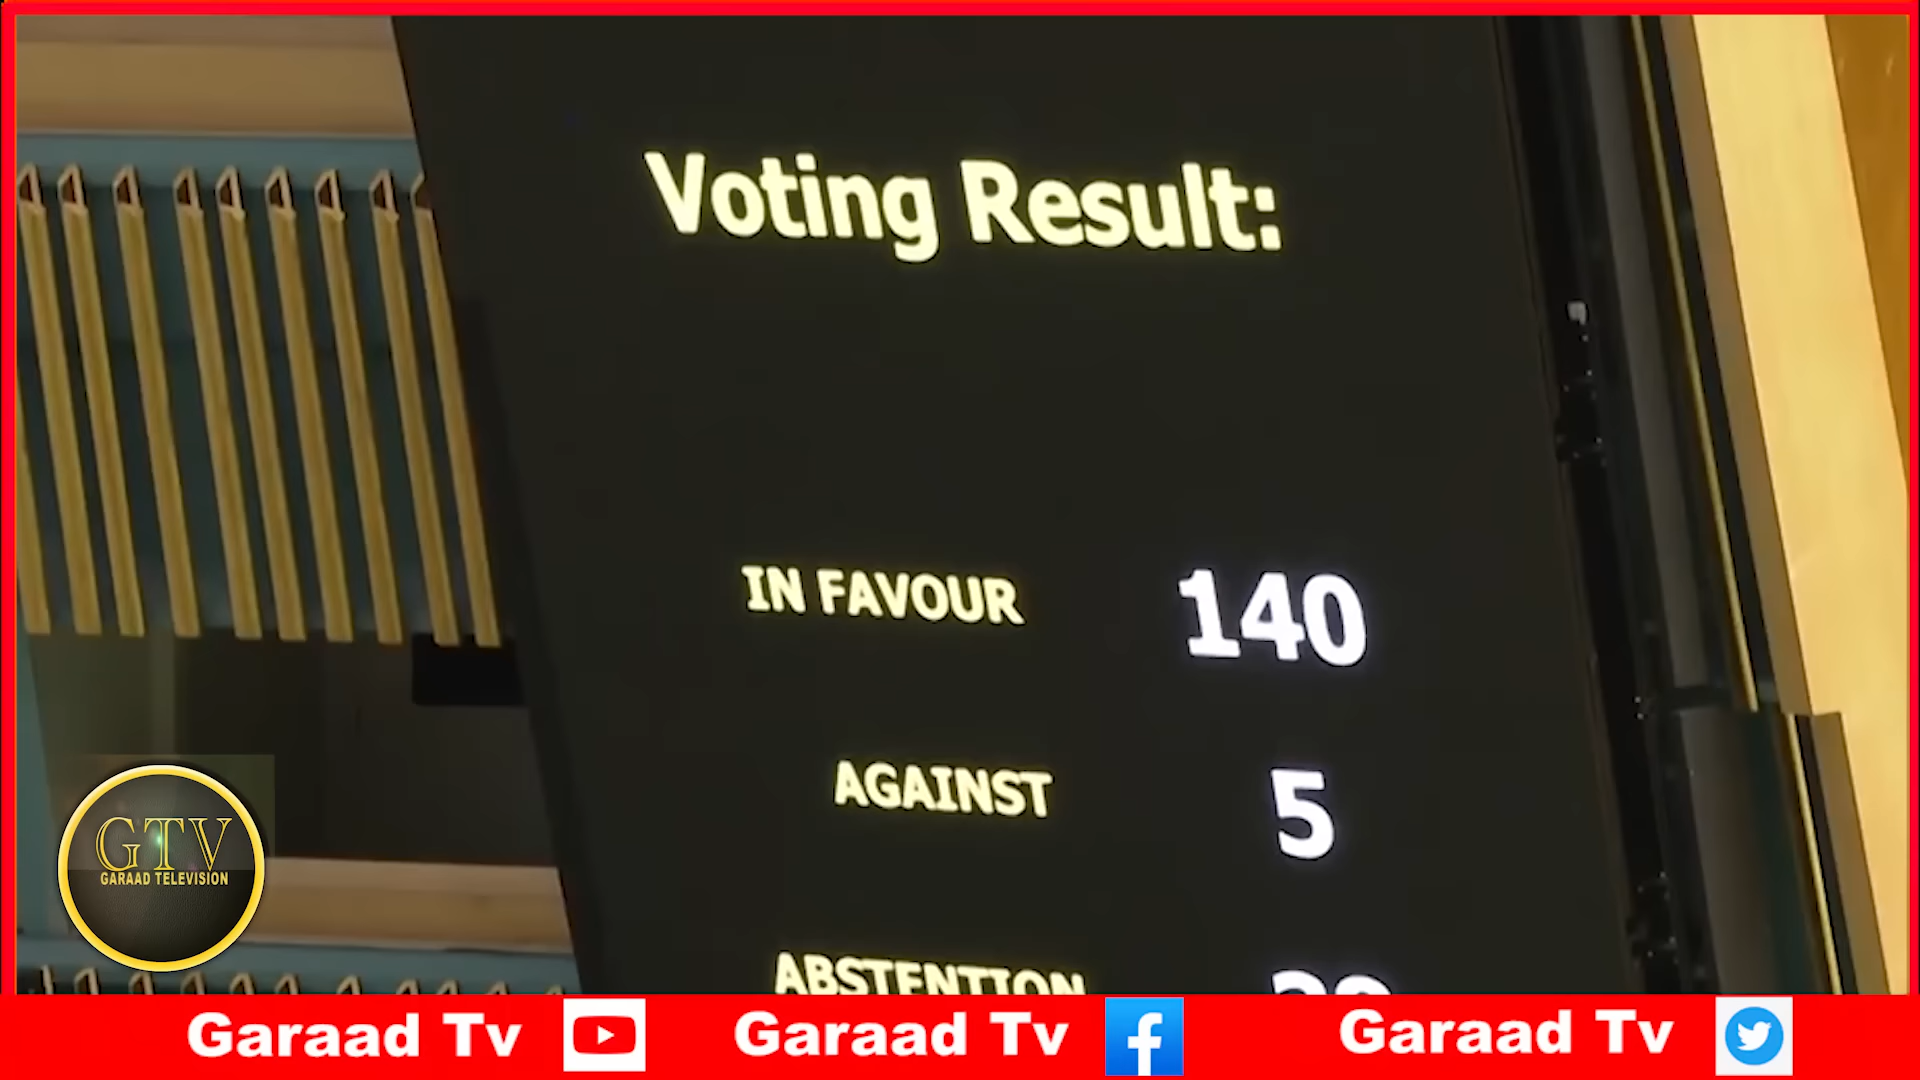 Voting Result:
IN FAVOUR 140
AGAINST 5
ABSTENTION
GTV
GARAAD TELEVISION
Garaad Tv Garaad Tv Garaad Tv